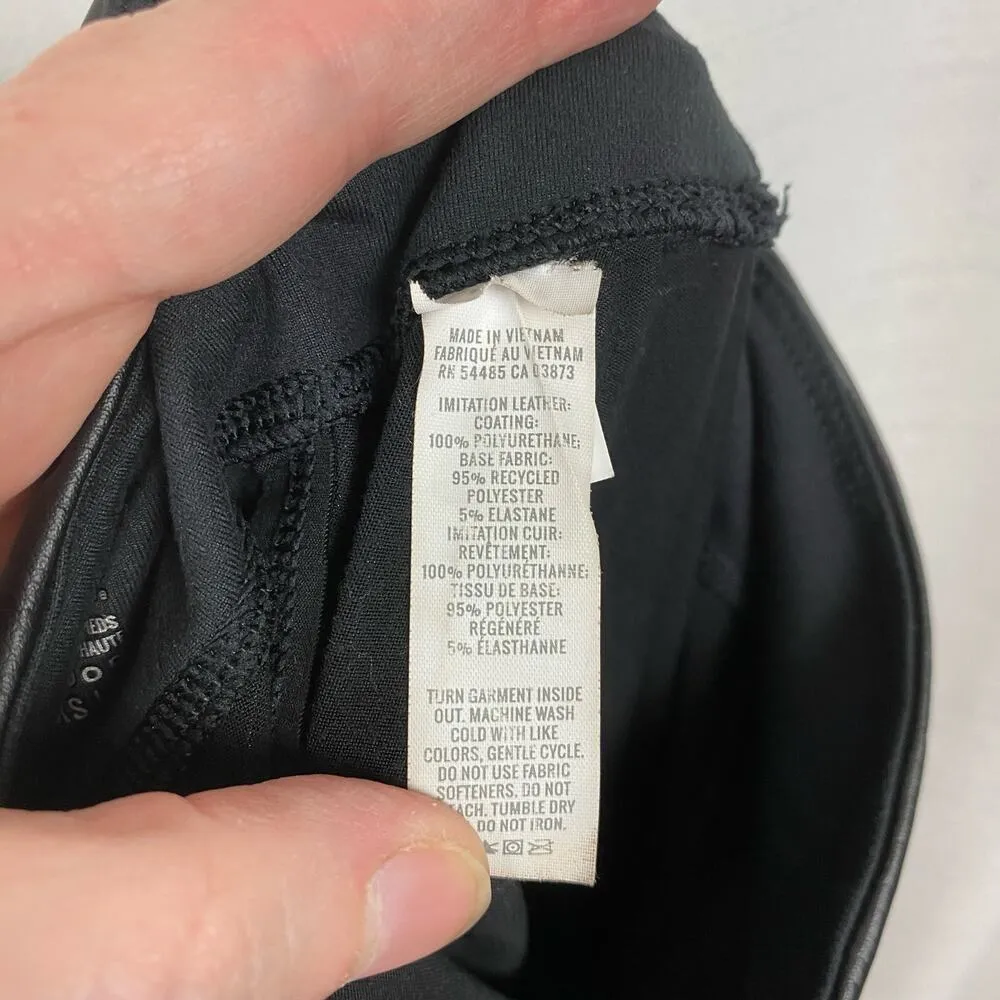 MADE IN VIETNAM
FABRIQUÉ AU VIETNAM
RN 54485 CA 03873
IMITATION LEATHER:
COATING:
100% POLYURETHANE;
BASE FABRIC:
95% RECYCLED
POLYESTER
5% ELASTANE
IMITATION CUIR:
REVÊTEMENT:
100% POLYURÉTHANNE;
TISSU DE BASE:
95% POLYESTER
RÉGÉNÉRÉ
5% ÉLASTHANNE
TURN GARMENT INSIDE
OUT. MACHINE WASH
COLD WITH LIKE
COLORS, GENTLE CYCLE.
DO NOT USE FABRIC
SOFTENERS. DO NOT
EACH. TUMBLE DRY
DO NOT IRON.
HAUTE